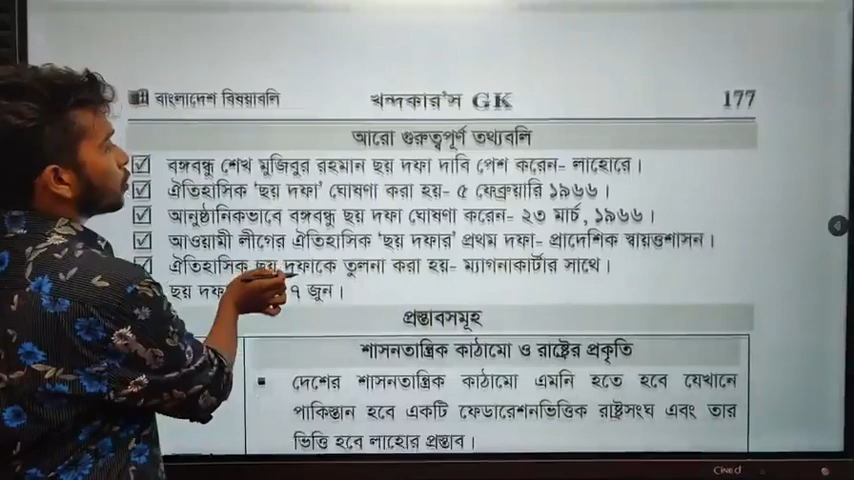 বাংলাদেশ বিষয়াবলি খন্দকার'স GK 177
আরো গুরুত্বপূর্ণ তথ্যবলি
বঙ্গবন্ধু শেখ মুজিবুর রহমান ছয় দফা দাবি পেশ করেন- লাহোরে।
ঐতিহাসিক 'ছয় দফা' ঘোষণা করা হয়- ৫ ফেব্রুয়ারি ১৯৬৬।
আনুষ্ঠানিকভাবে বঙ্গবন্ধু ছয় দফা ঘোষণা করেন- ২৩ মার্চ, ১৯৬৬।
আওয়ামী লীগের ঐতিহাসিক 'ছয় দফার' প্রথম দফা- প্রাদেশিক স্বায়ত্তশাসন।
ঐতিহাসিক ছয় দফাকে তুলনা করা হয়- ম্যাগনাকার্টার সাথে।
ছয় ৭ জুন।
প্রস্তাবসমূহ
শাসনতান্ত্রিক কাঠামো ও রাষ্ট্রের প্রকৃতি
দেশের শাসনতান্ত্রিক কাঠামো এমনি হতে হবে যেখানে
পাকিস্তান হবে একটি ফেডারেশনভিত্তিক রাষ্ট্রসংঘ এবং তার
ভিত্তি হবে লাহোর প্রস্তাব।